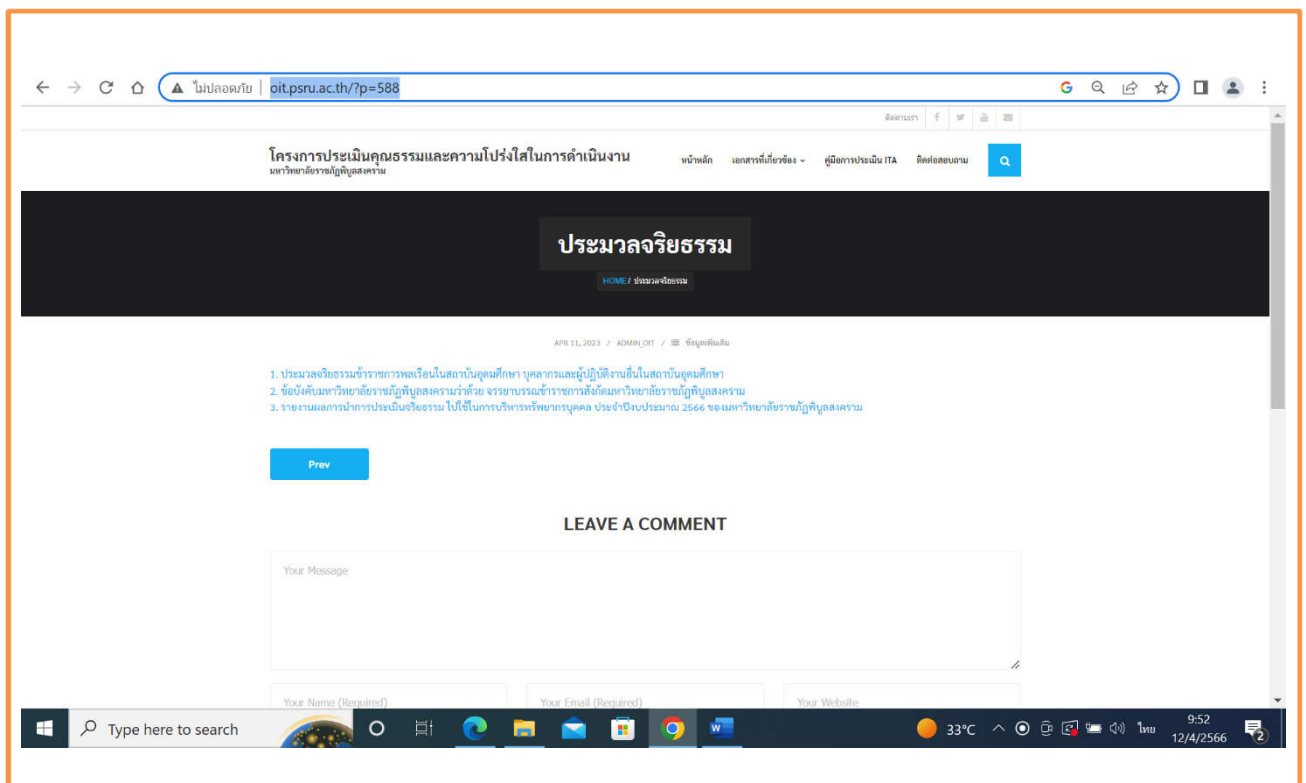 ไม่ปลอดภัย | oit.psru.ac.th/?p=588
ติดตามเรา
โครงการประเมินคุณธรรมและความโปร่งใสในการดำเนินงาน
มหาวิทยาลัยราชภัฏพิบูลสงคราม
หน้าหลัก เอกสารที่เกี่ยวข้อง คู่มือการประเมิน ITA ติดต่อสอบถาม
ประมวลจริยธรรม
HOME / ประมวลจริยธรรม
APR 11, 2023 / ADMIN_OIT / ข้อมูลเพิ่มเติม
1. ประมวลจริยธรรมข้าราชการพลเรือนในสถาบันอุดมศึกษา บุคลากรและผู้ปฏิบัติงานอื่นในสถาบันอุดมศึกษา
2. ข้อบังคับมหาวิทยาลัยราชภัฏพิบูลสงครามว่าด้วย จรรยาบรรณข้าราชการสังกัดมหาวิทยาลัยราชภัฏพิบูลสงคราม
3. รายงานผลการนำการประเมินจริยธรรม ไปใช้ในการบริหารทรัพยากรบุคคล ประจำปีงบประมาณ 2566 ของมหาวิทยาลัยราชภัฏพิบูลสงคราม
Prev
LEAVE A COMMENT
Your Message
Your Name (Required) Your Email (Required) Your Website
Type here to search
33°C
ไทย
9:52
12/4/2566
2